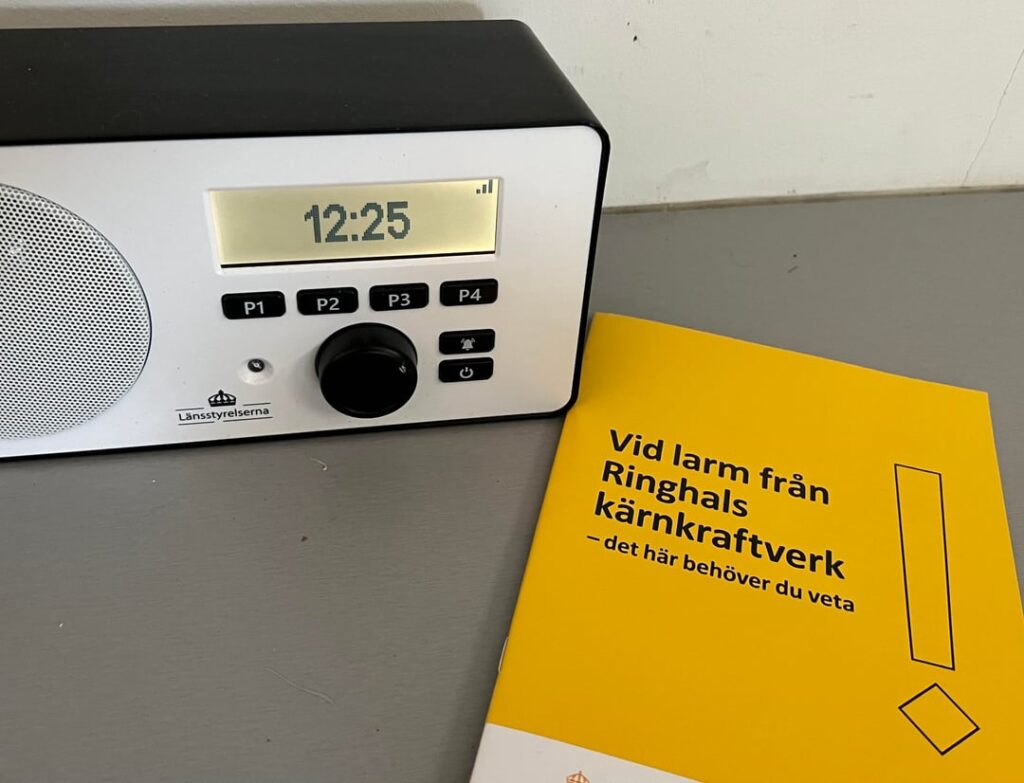 12:25
P1 P2 P3 P4
Länsstyrelserna
Vid larm från
Ringhals
kärnkraftverk
– det här behöver du veta